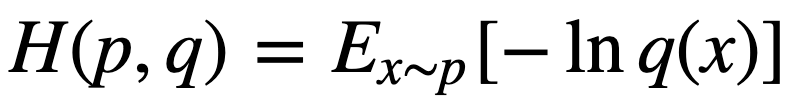 H(p, q) = E_{x∼p}[− ln q(x)]